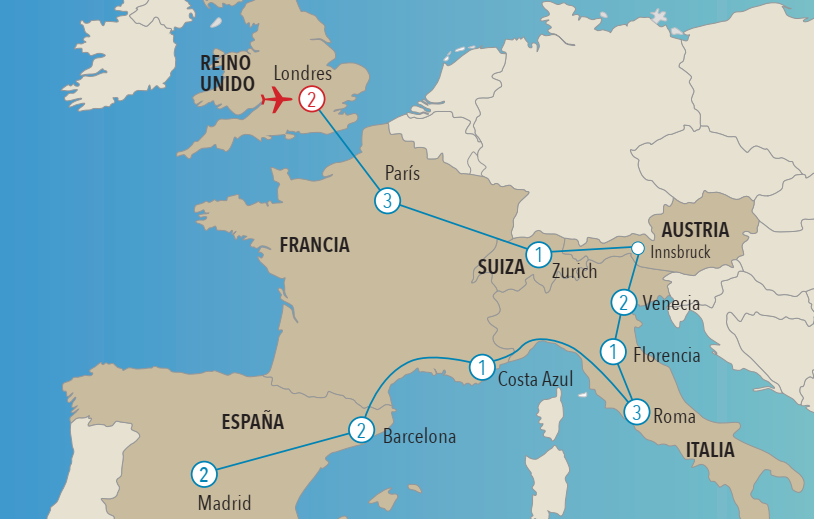 REINO
UNIDO
Londres
2
París
3
FRANCIA
AUSTRIA
Innsbruck
1
SUIZA
Zurich
2
Venecia
1
Florencia
1
Costa Azul
3
Roma
ITALIA
ESPAÑA
2
Barcelona
2
Madrid